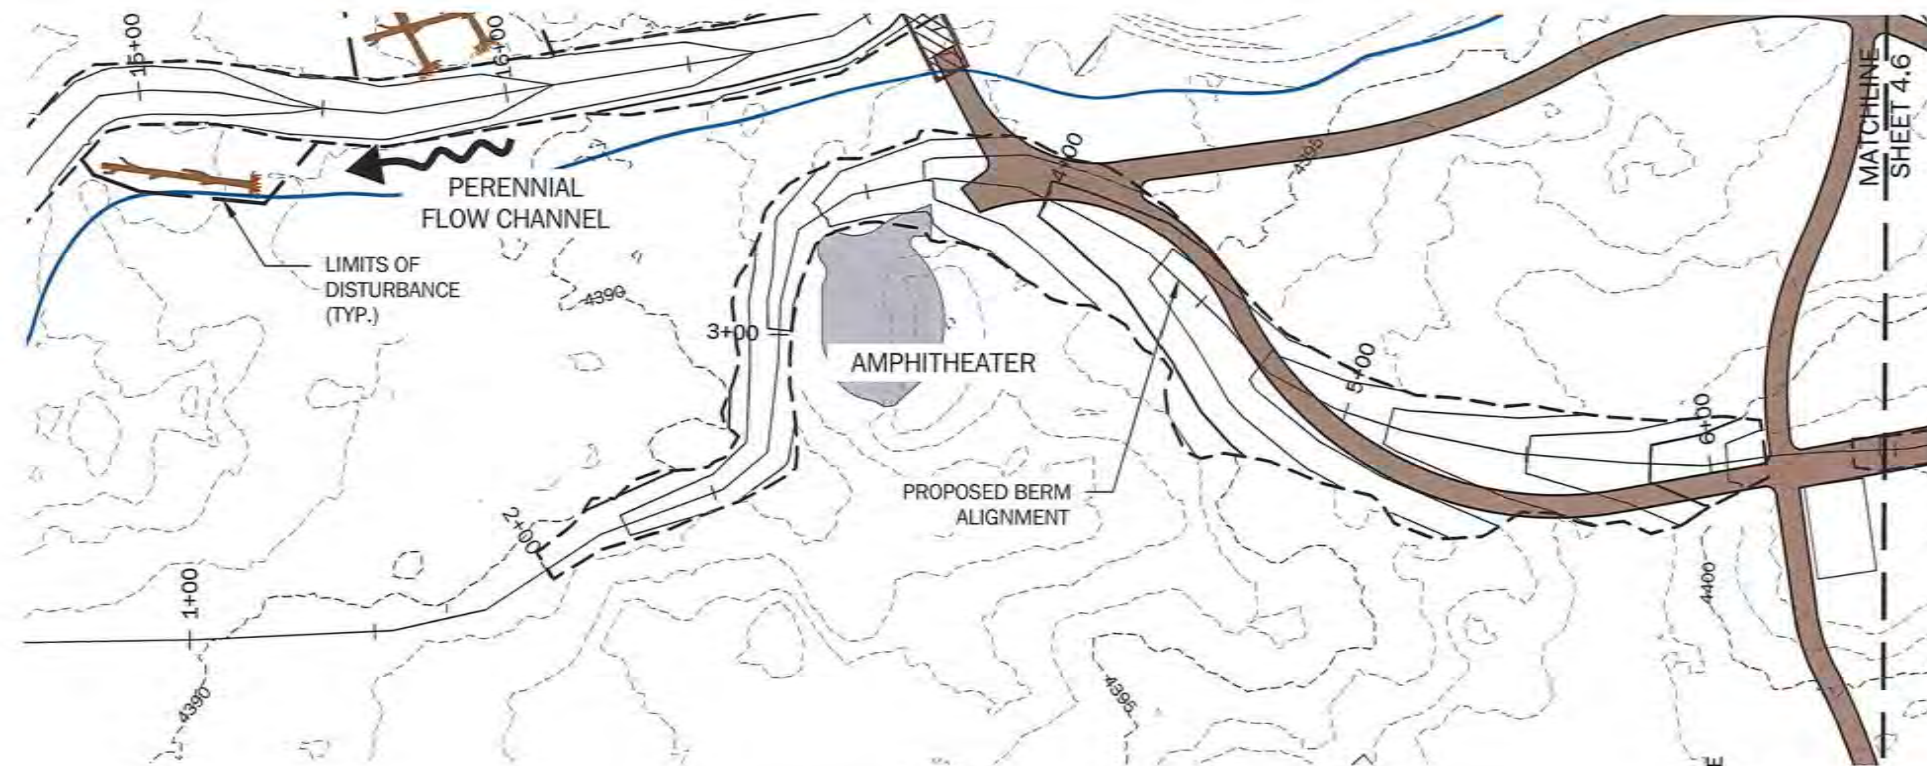 15+00
16+00
MATCHLINE
SHEET 4.6
4+00
4395
PERENNIAL
FLOW CHANNEL
LIMITS OF
DISTURBANCE
(TYP.)
4390
3+00
AMPHITHEATER
5+00
6+00
PROPOSED BERM
ALIGNMENT
2+00
1+00
4400
4390
4395
E